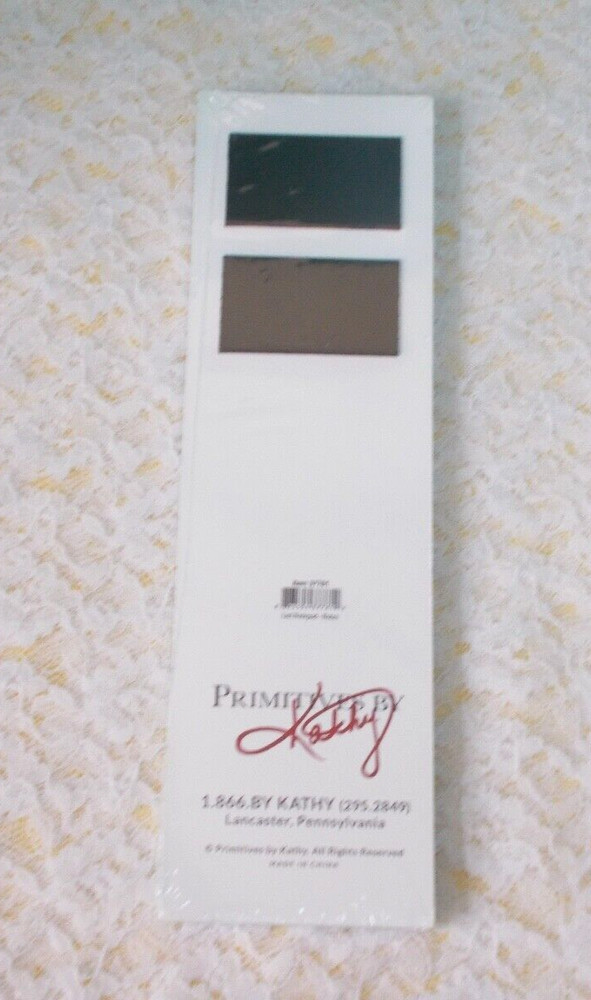 PRIMITIVES BY
Kathy
1.866.BY KATHY (295.2849)
Lancaster, Pennsylvania
© Primitives by Kathy. All Rights Reserved
MADE IN CHINA